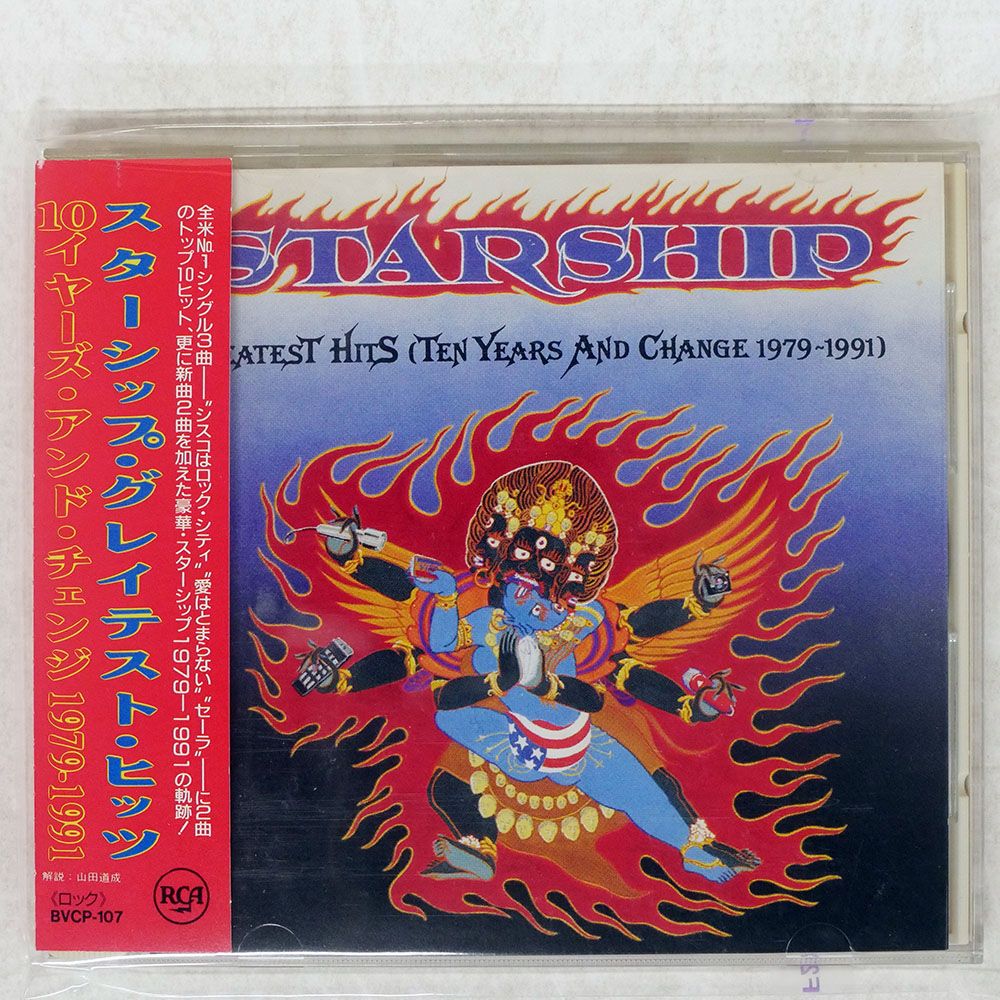 スターシップ・グレイテスト・ヒッツ
10イヤーズ・アンド・チェンジ 1979-1991
全米No.1シングル3曲──"シスコはロック・シティ""愛はとまらない""セーラ"──に2曲
のトップ10ヒット、更に新曲2曲を加えた豪華・スターシップ1979─1991の軌跡!
解説：山田道成
《ロック》
BVCP-107
RCA
STARSHIP
EATEST HITS (TEN YEARS AND CHANGE 1979~1991)